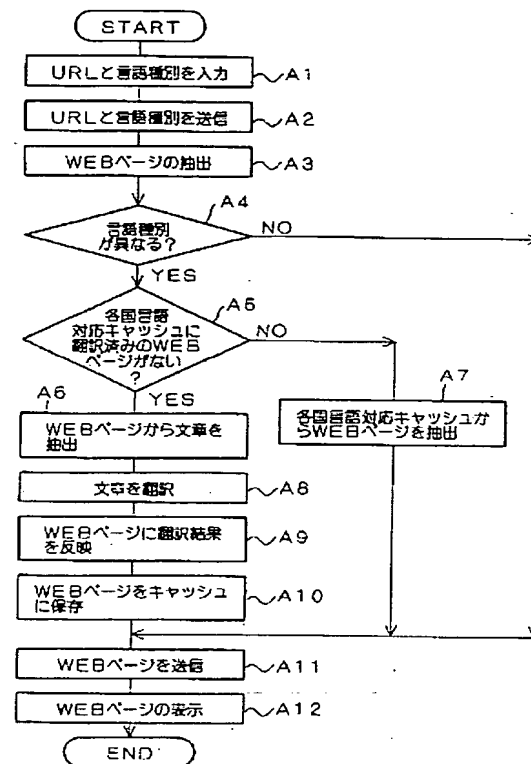 START
URLと言語種別を入力
A1
URLと言語種別を送信
A2
WEBページの抽出
A3
A4
言語種別
が異なる?
NO
YES
A5
各国言語
対応キャッシュに
翻訳済みのWEB
ページがない
?
NO
YES
A6
WEBページから文章を
抽出
A7
各国言語対応キャッシュか
らWEBページを抽出
文章を翻訳
A8
WEBページに翻訳結果
を反映
A9
WEBページをキャッシュ
に保存
A10
WEBページを送信
A11
WEBページの表示
A12
END